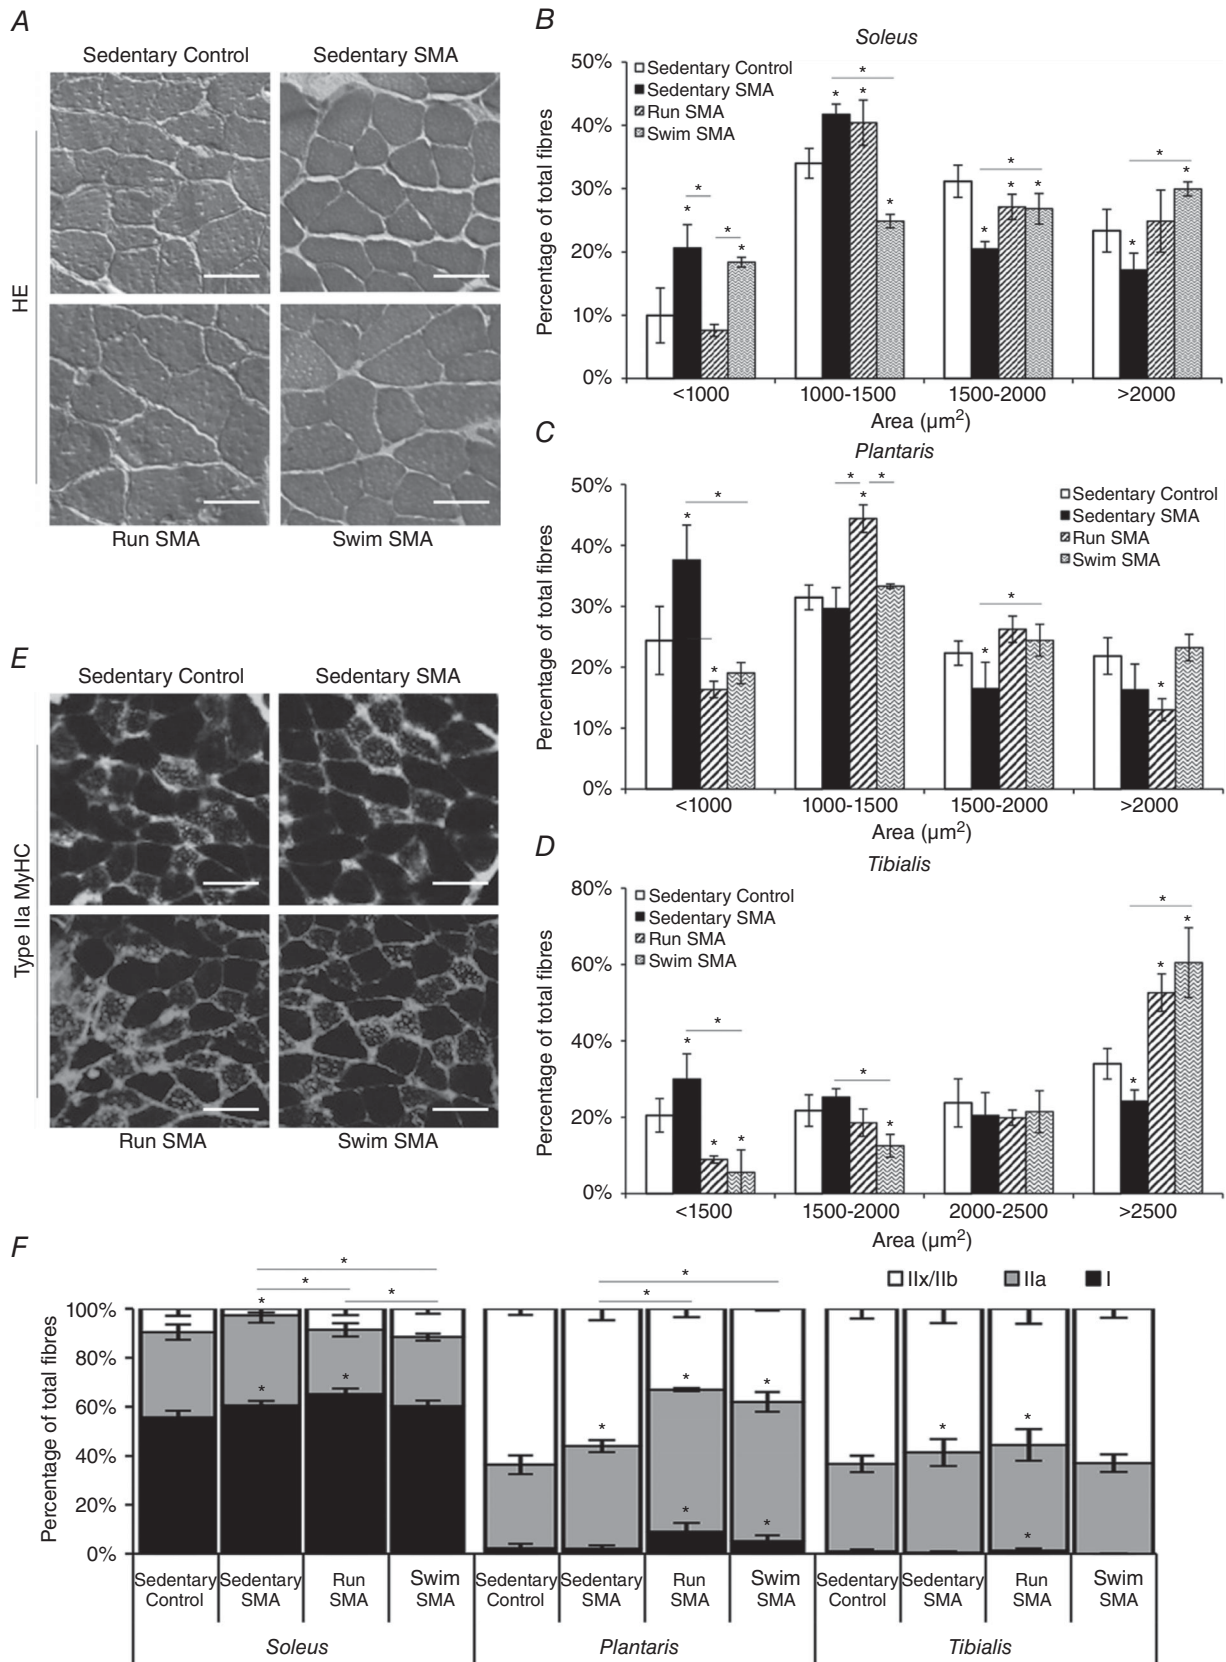 A
Sedentary Control
Sedentary SMA
HE
Run SMA
Swim SMA
B
Soleus
Percentage of total fibres
50%
40%
30%
20%
10%
0%
Sedentary Control
Sedentary SMA
Run SMA
Swim SMA
* * *
* *
* *
* * * *
* * *
* * *
<1000
1000-1500
1500-2000
>2000
Area (µm²)
C
Plantaris
Percentage of total fibres
50%
40%
30%
20%
10%
0%
Sedentary Control
Sedentary SMA
Run SMA
Swim SMA
* * *
* * *
* *
*
<1000
1000-1500
1500-2000
>2000
Area (µm²)
D
Tibialis
Percentage of total fibres
80%
60%
40%
20%
0%
Sedentary Control
Sedentary SMA
Run SMA
Swim SMA
* * * *
* *
* * * *
<1500
1500-2000
2000-2500
>2500
Area (µm²)
E
Sedentary Control
Sedentary SMA
Type IIa MyHC
Run SMA
Swim SMA
F
IIx/IIb
IIa
I
Percentage of total fibres
100%
80%
60%
40%
20%
0%
* * * * * *
* * * * * * *
* * *
Sedentary Control
Sedentary SMA
Run SMA
Swim SMA
Soleus
Sedentary Control
Sedentary SMA
Run SMA
Swim SMA
Plantaris
Sedentary Control
Sedentary SMA
Run SMA
Swim SMA
Tibialis